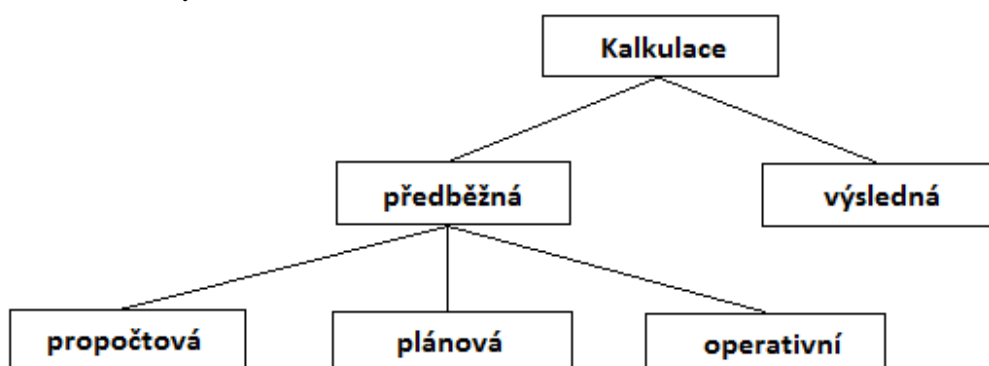 Kalkulace
předběžná
výsledná
propočtová
plánová
operativní